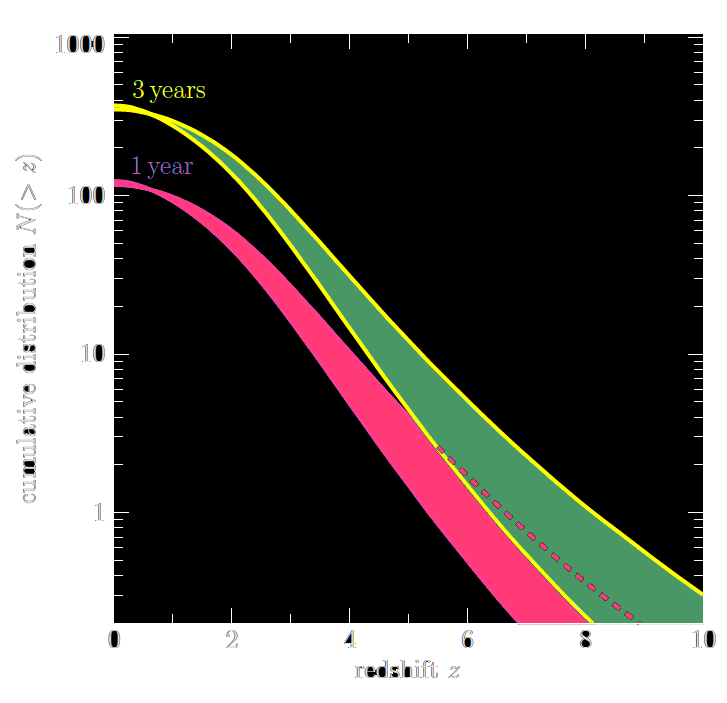 1000
3 years
1 year
100
cumulative distribution N(> z)
10
1
0 2 4 6 8 10
redshift z